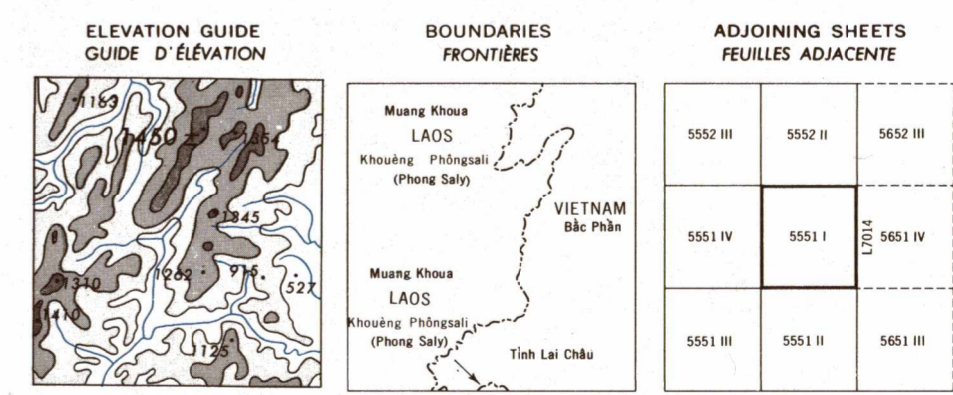 ELEVATION GUIDE
GUIDE D'ÉLÉVATION
1183
1450
1364
1345
1262
915
527
1310
1410
1125
BOUNDARIES
FRONTIÈRES
Muang Khoua
LAOS
Khouèng Phôngsali
(Phong Saly)
VIETNAM
Bắc Phần
Muang Khoua
LAOS
Khouèng Phôngsali
(Phong Saly)
Tỉnh Lai Châu
ADJOINING SHEETS
FEUILLES ADJACENTE
5552 III
5552 II
5652 III
5551 IV
5551 I
L7014
5651 IV
5551 III
5551 II
5651 III